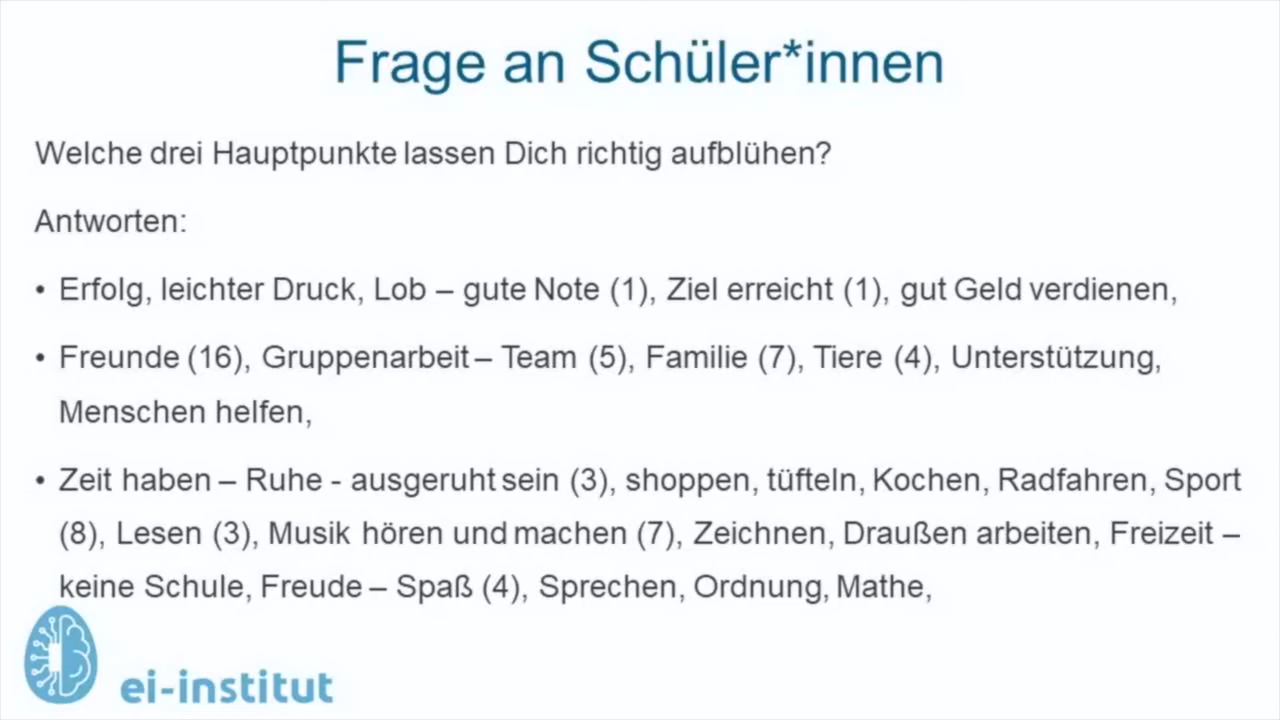 Frage an Schüler*innen
Welche drei Hauptpunkte lassen Dich richtig aufblühen?
Antworten:
• Erfolg, leichter Druck, Lob – gute Note (1), Ziel erreicht (1), gut Geld verdienen,
• Freunde (16), Gruppenarbeit – Team (5), Familie (7), Tiere (4), Unterstützung,
Menschen helfen,
• Zeit haben – Ruhe - ausgeruht sein (3), shoppen, tüfteln, Kochen, Radfahren, Sport
(8), Lesen (3), Musik hören und machen (7), Zeichnen, Draußen arbeiten, Freizeit –
keine Schule, Freude – Spaß (4), Sprechen, Ordnung, Mathe,
ei-institut